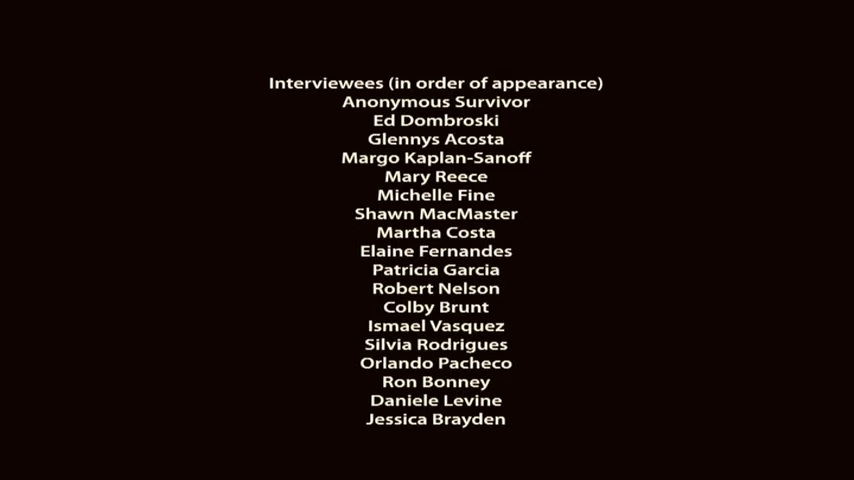 Interviewees (in order of appearance)
Anonymous Survivor
Ed Dombroski
Glennys Acosta
Margo Kaplan-Sanoff
Mary Reece
Michelle Fine
Shawn MacMaster
Martha Costa
Elaine Fernandes
Patricia Garcia
Robert Nelson
Colby Brunt
Ismael Vasquez
Silvia Rodrigues
Orlando Pacheco
Ron Bonney
Daniele Levine
Jessica Brayden